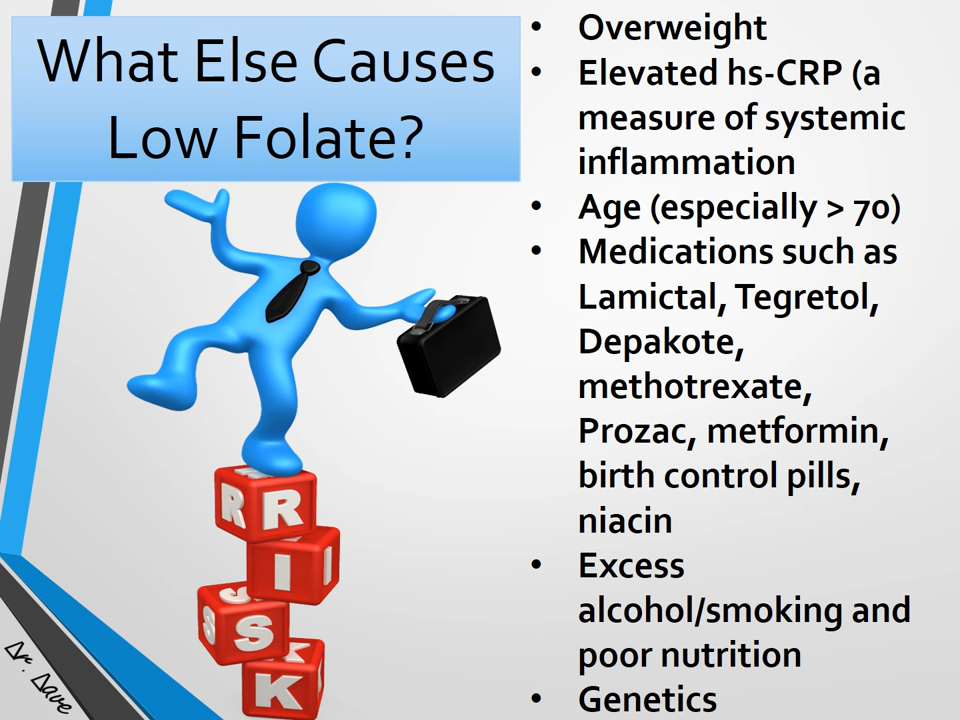 What Else Causes
Low Folate?
• Overweight
• Elevated hs-CRP (a
measure of systemic
inflammation
• Age (especially > 70)
• Medications such as
Lamictal, Tegretol,
Depakote,
methotrexate,
Prozac, metformin,
birth control pills,
niacin
• Excess
alcohol/smoking and
poor nutrition
• Genetics
R R
I I
S S S
K K
Dr. Dave